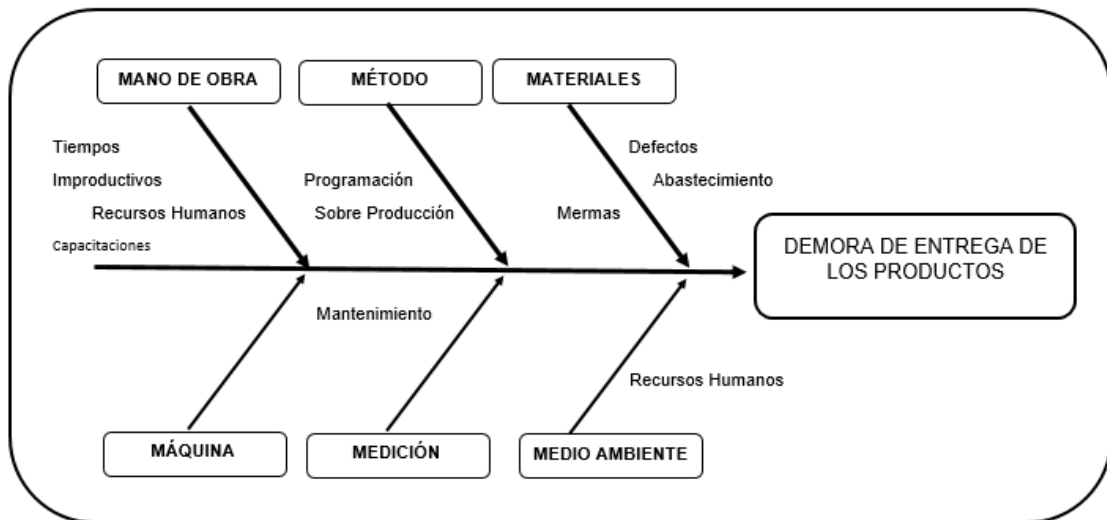 MANO DE OBRA
MÉTODO
MATERIALES
Tiempos
Improductivos
Recursos Humanos
Capacitaciones
Programación
Sobre Producción
Defectos
Abastecimiento
Mermas
DEMORA DE ENTREGA DE
LOS PRODUCTOS
Mantenimiento
Recursos Humanos
MÁQUINA
MEDICIÓN
MEDIO AMBIENTE